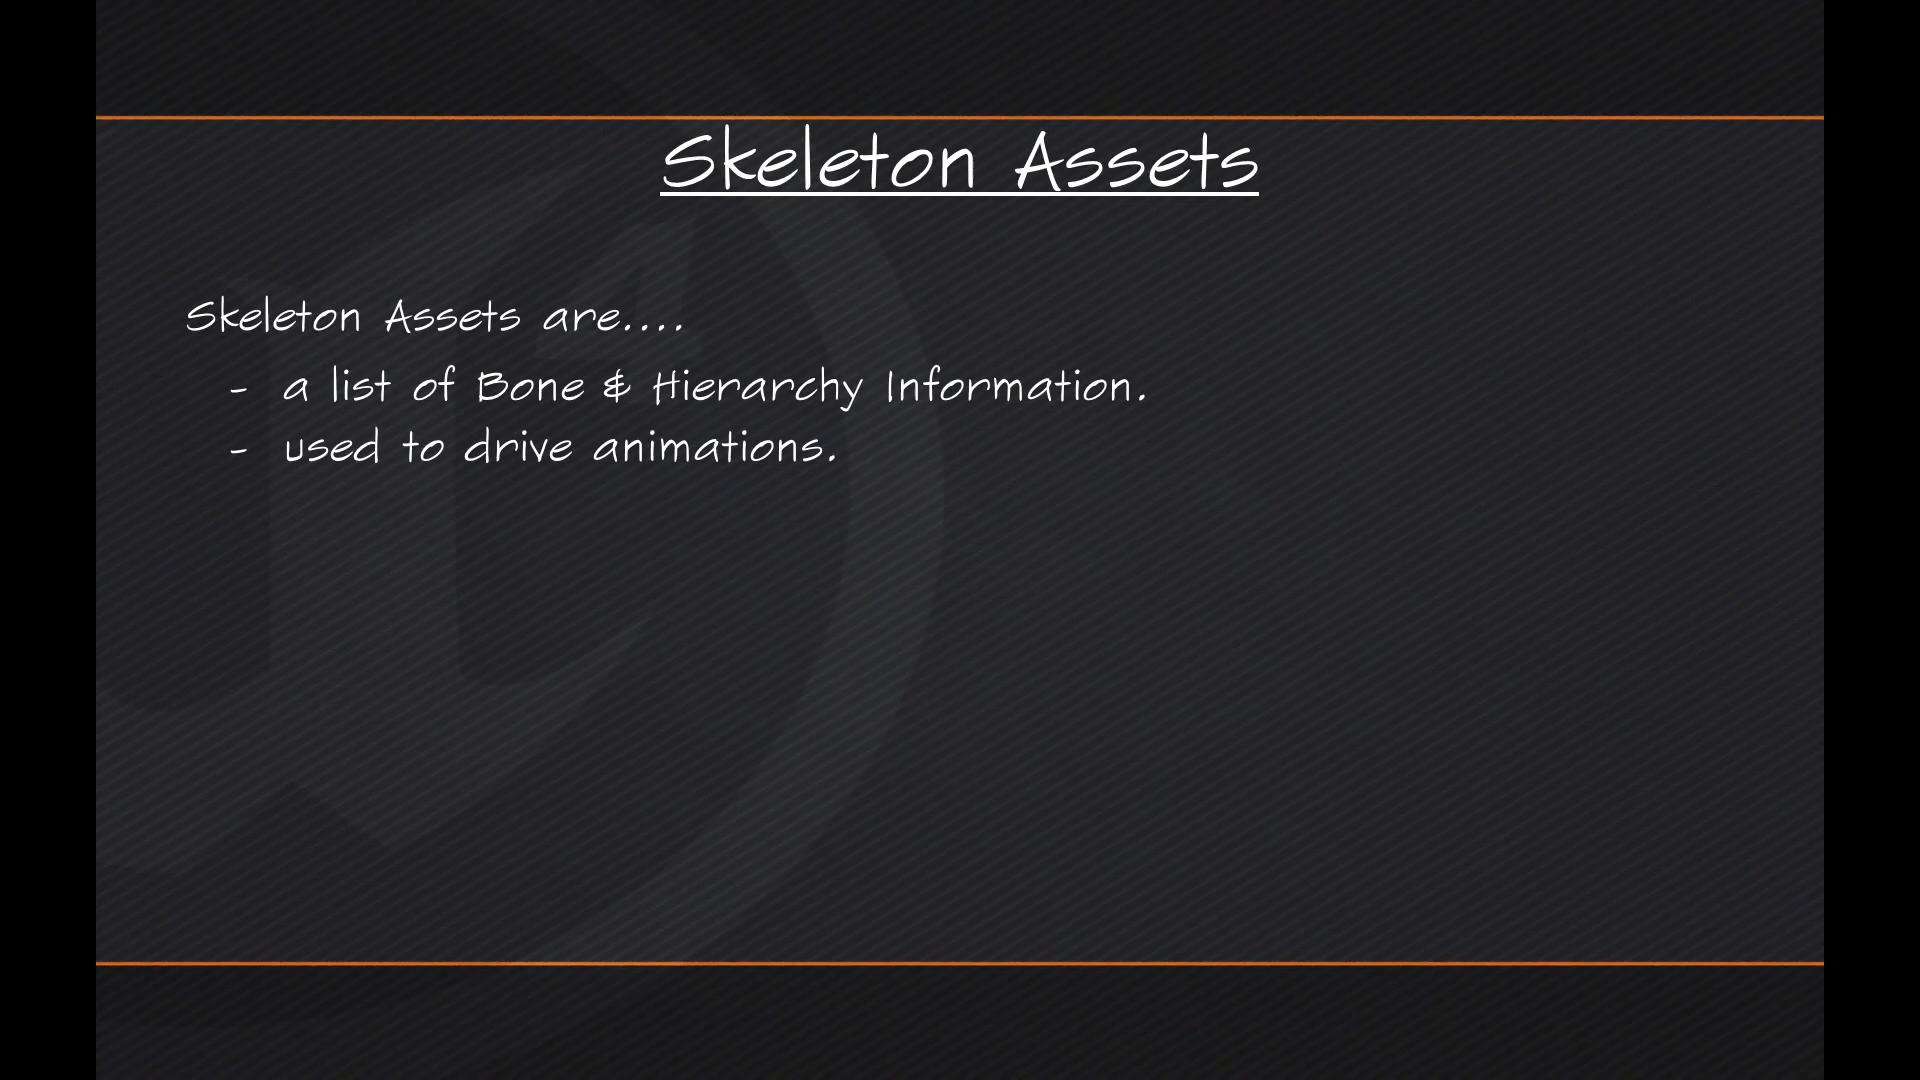 Skeleton Assets
Skeleton Assets are....
- a list of Bone & Hierarchy Information.
- used to drive animations.